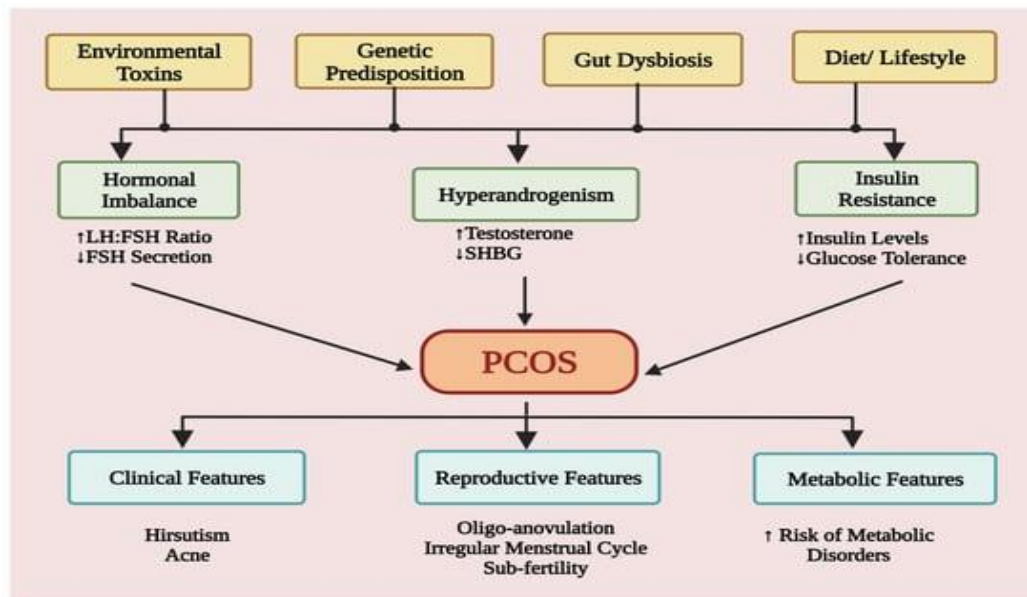 Environmental
Toxins
Genetic
Predisposition
Gut Dysbiosis
Diet/ Lifestyle
Hormonal
Imbalance
↑LH:FSH Ratio
↓FSH Secretion
Hyperandrogenism
↑Testosterone
↓SHBG
Insulin
Resistance
↑Insulin Levels
↓Glucose Tolerance
PCOS
Clinical Features
Hirsutism
Acne
Reproductive Features
Oligo-anovulation
Irregular Menstrual Cycle
Sub-fertility
Metabolic Features
↑ Risk of Metabolic
Disorders